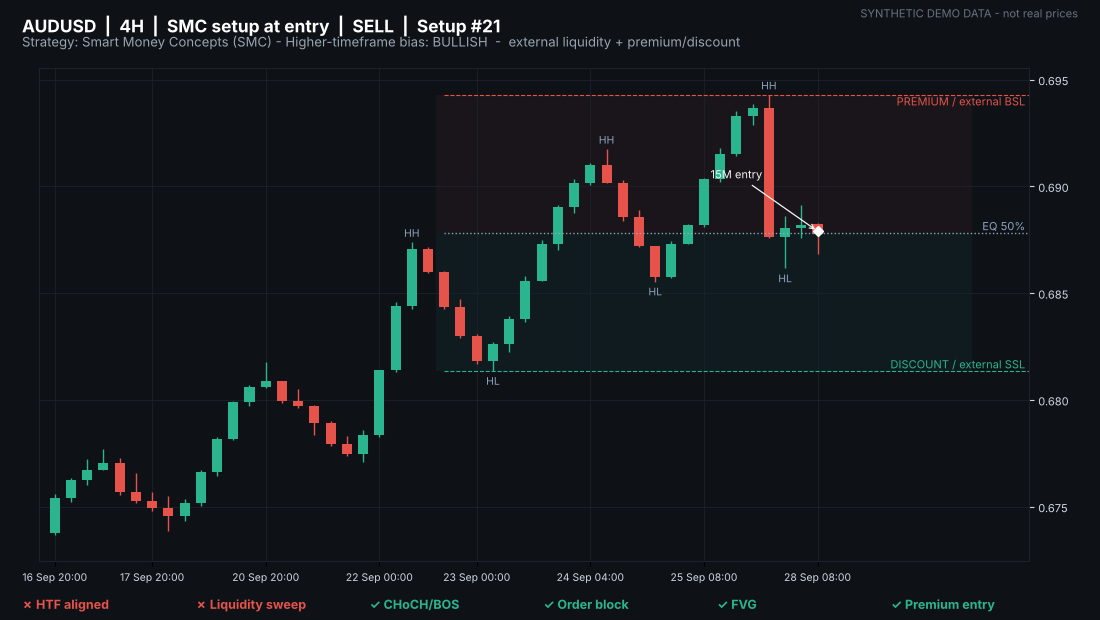 SYNTHETIC DEMO DATA - not real prices
AUDUSD | 4H | SMC setup at entry | SELL | Setup #21
Strategy: Smart Money Concepts (SMC) - Higher-timeframe bias: BULLISH - external liquidity + premium/discount
HH
0.695
PREMIUM / external BSL
HH
15M entry
0.690
HH
EQ 50%
HL
HL
0.685
DISCOUNT / external SSL
HL
0.680
0.675
16 Sep 20:00 17 Sep 20:00 20 Sep 20:00 22 Sep 00:00 23 Sep 00:00 24 Sep 04:00 25 Sep 08:00 28 Sep 08:00
× HTF aligned × Liquidity sweep ✓ CHoCH/BOS ✓ Order block ✓ FVG ✓ Premium entry